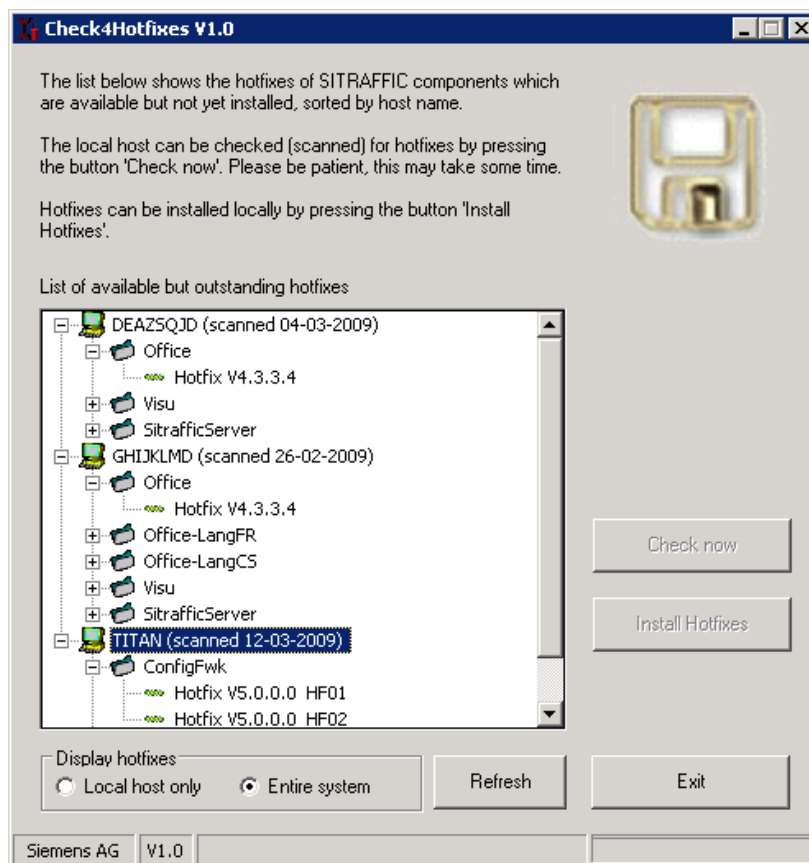 Check4Hotfixes V1.0
The list below shows the hotfixes of SITRAFFIC components which
are available but not yet installed, sorted by host name.
The local host can be checked (scanned) for hotfixes by pressing
the button 'Check now'. Please be patient, this may take some time.
Hotfixes can be installed locally by pressing the button 'Install
Hotfixes'.
List of available but outstanding hotfixes
DEAZSQJD (scanned 04-03-2009)
Office
Hotfix V4.3.3.4
Visu
SitrafficServer
GHIJKLMD (scanned 26-02-2009)
Office
Hotfix V4.3.3.4
Office-LangFR
Office-LangCS
Visu
SitrafficServer
TITAN (scanned 12-03-2009)
ConfigFwk
Hotfix V5.0.0.0 HF01
Hotfix V5.0.0.0 HF02
Check now
Install Hotfixes
Display hotfixes
Local host only
Entire system
Refresh
Exit
Siemens AG
V1.0